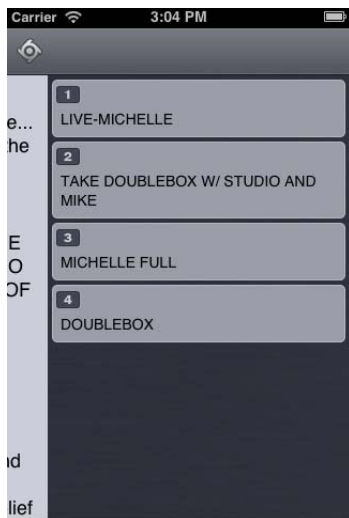 Carrier 3:04 PM
1
LIVE-MICHELLE
e...
the
2
TAKE DOUBLEBOX W/ STUDIO AND
MIKE
E
3
O
MICHELLE FULL
OF
4
DOUBLEBOX
nd
lief